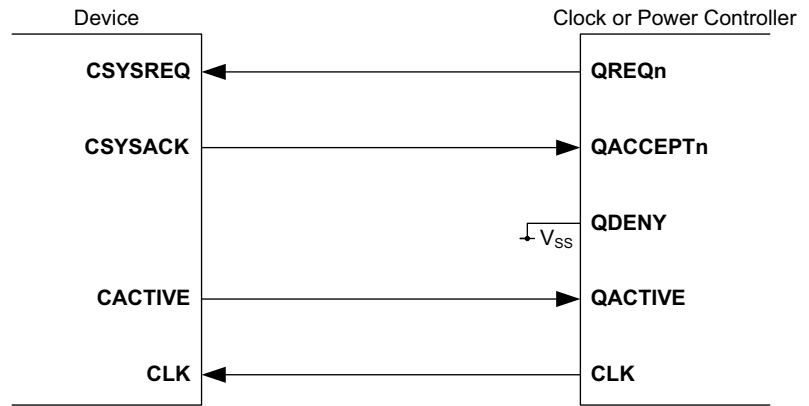 Device Clock or Power Controller
CSYSREQ QREQn
CSYSACK QACCEPTn
QDENY
VSS
CACTIVE QACTIVE
CLK CLK